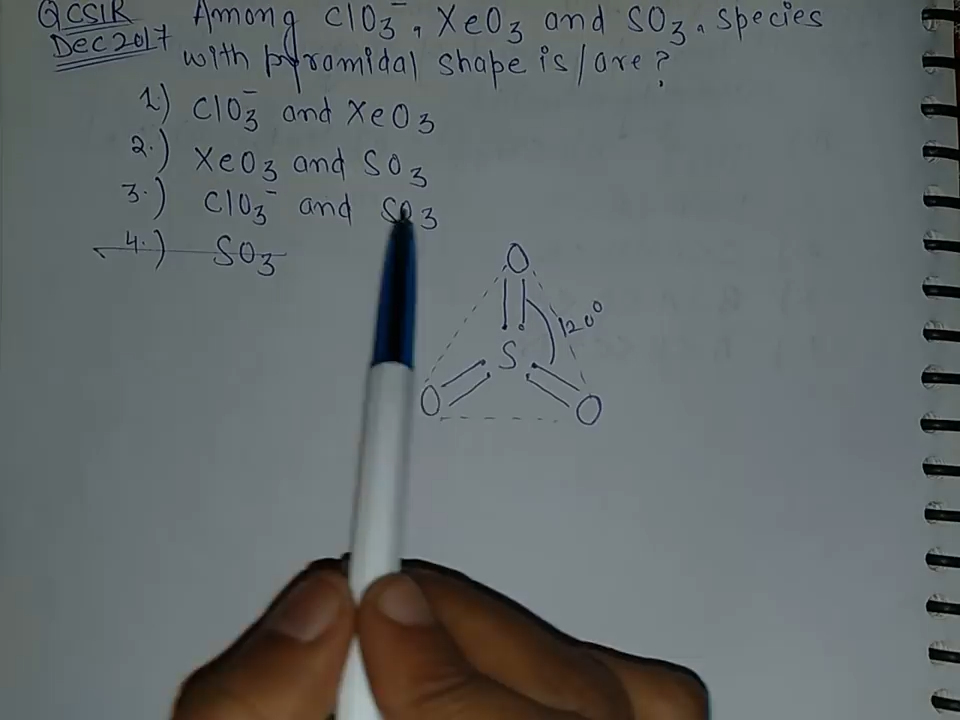 Q CSIR Among ClO3⁻, XeO3 and SO3, species
Dec 2017 with pyramidal shape is/are?
1.) ClO3⁻ and XeO3
2.) XeO3 and SO3
3.) ClO3⁻ and SO3
4.) SO3
O
120°
S
O O